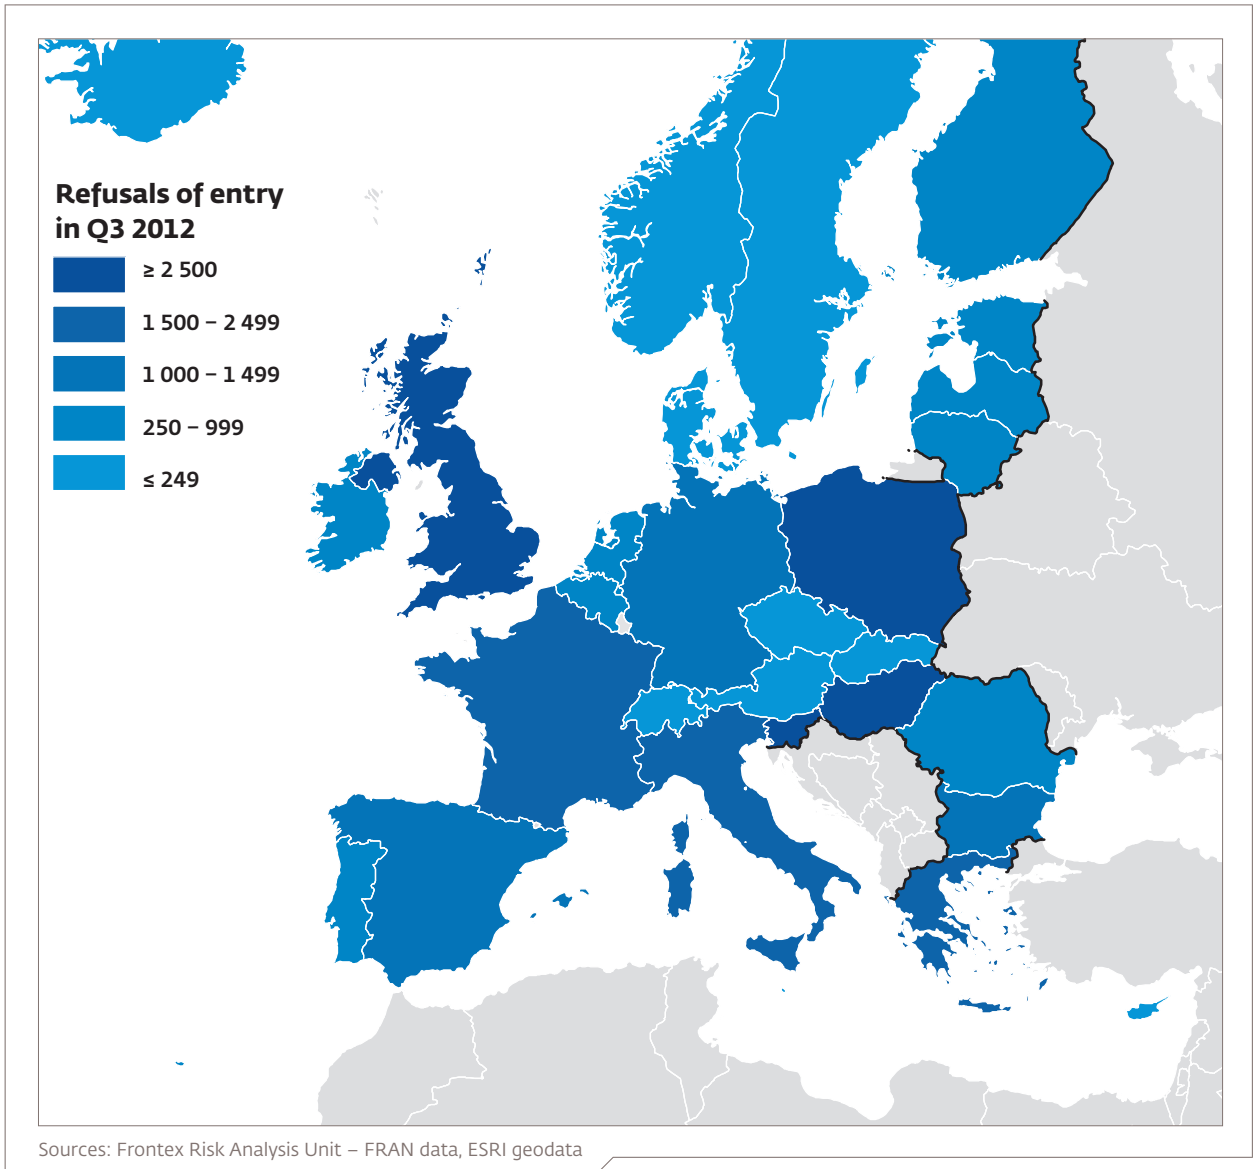 Refusals of entry
in Q3 2012
≥ 2 500
1 500 – 2 499
1 000 – 1 499
250 – 999
≤ 249
Sources: Frontex Risk Analysis Unit – FRAN data, ESRI geodata